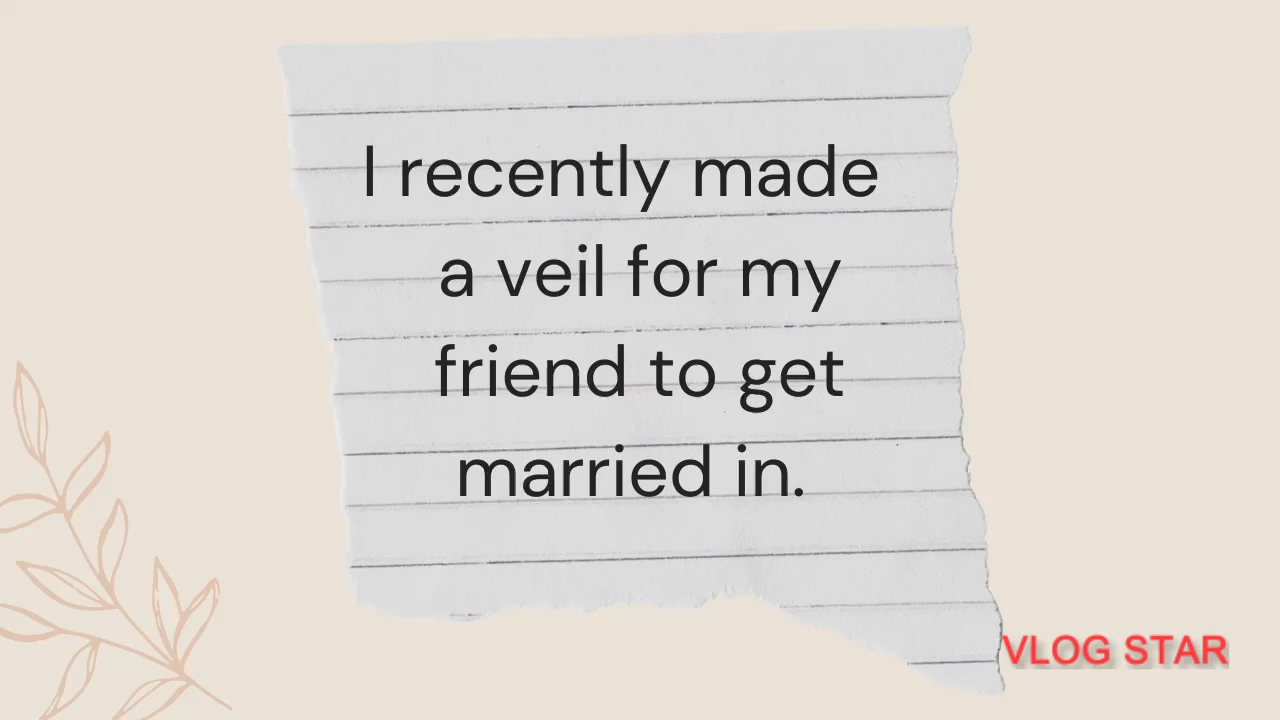 I recently made
a veil for my
friend to get
married in.
VLOG STAR